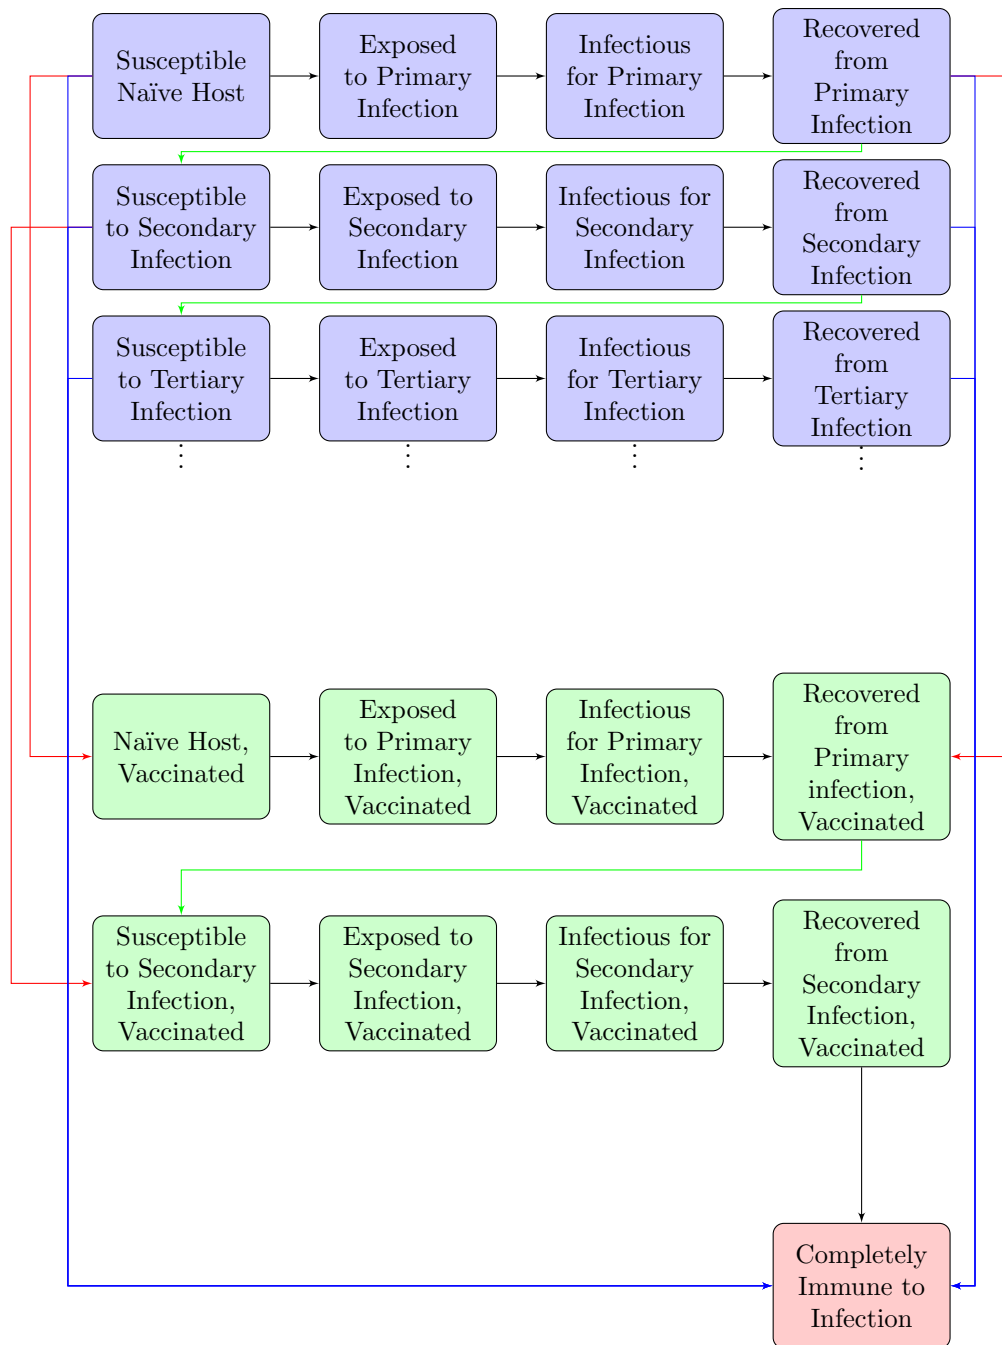 Susceptible
Naïve Host
Exposed
to Primary
Infection
Infectious
for Primary
Infection
Recovered
from
Primary
Infection
Susceptible
to Secondary
Infection
Exposed to
Secondary
Infection
Infectious for
Secondary
Infection
Recovered
from
Secondary
Infection
Susceptible
to Tertiary
Infection
Exposed
to Tertiary
Infection
Infectious
for Tertiary
Infection
Recovered
from
Tertiary
Infection
Naïve Host,
Vaccinated
Exposed
to Primary
Infection,
Vaccinated
Infectious
for Primary
Infection,
Vaccinated
Recovered
from
Primary
infection,
Vaccinated
Susceptible
to Secondary
Infection,
Vaccinated
Exposed to
Secondary
Infection,
Vaccinated
Infectious for
Secondary
Infection,
Vaccinated
Recovered
from
Secondary
Infection,
Vaccinated
Completely
Immune to
Infection